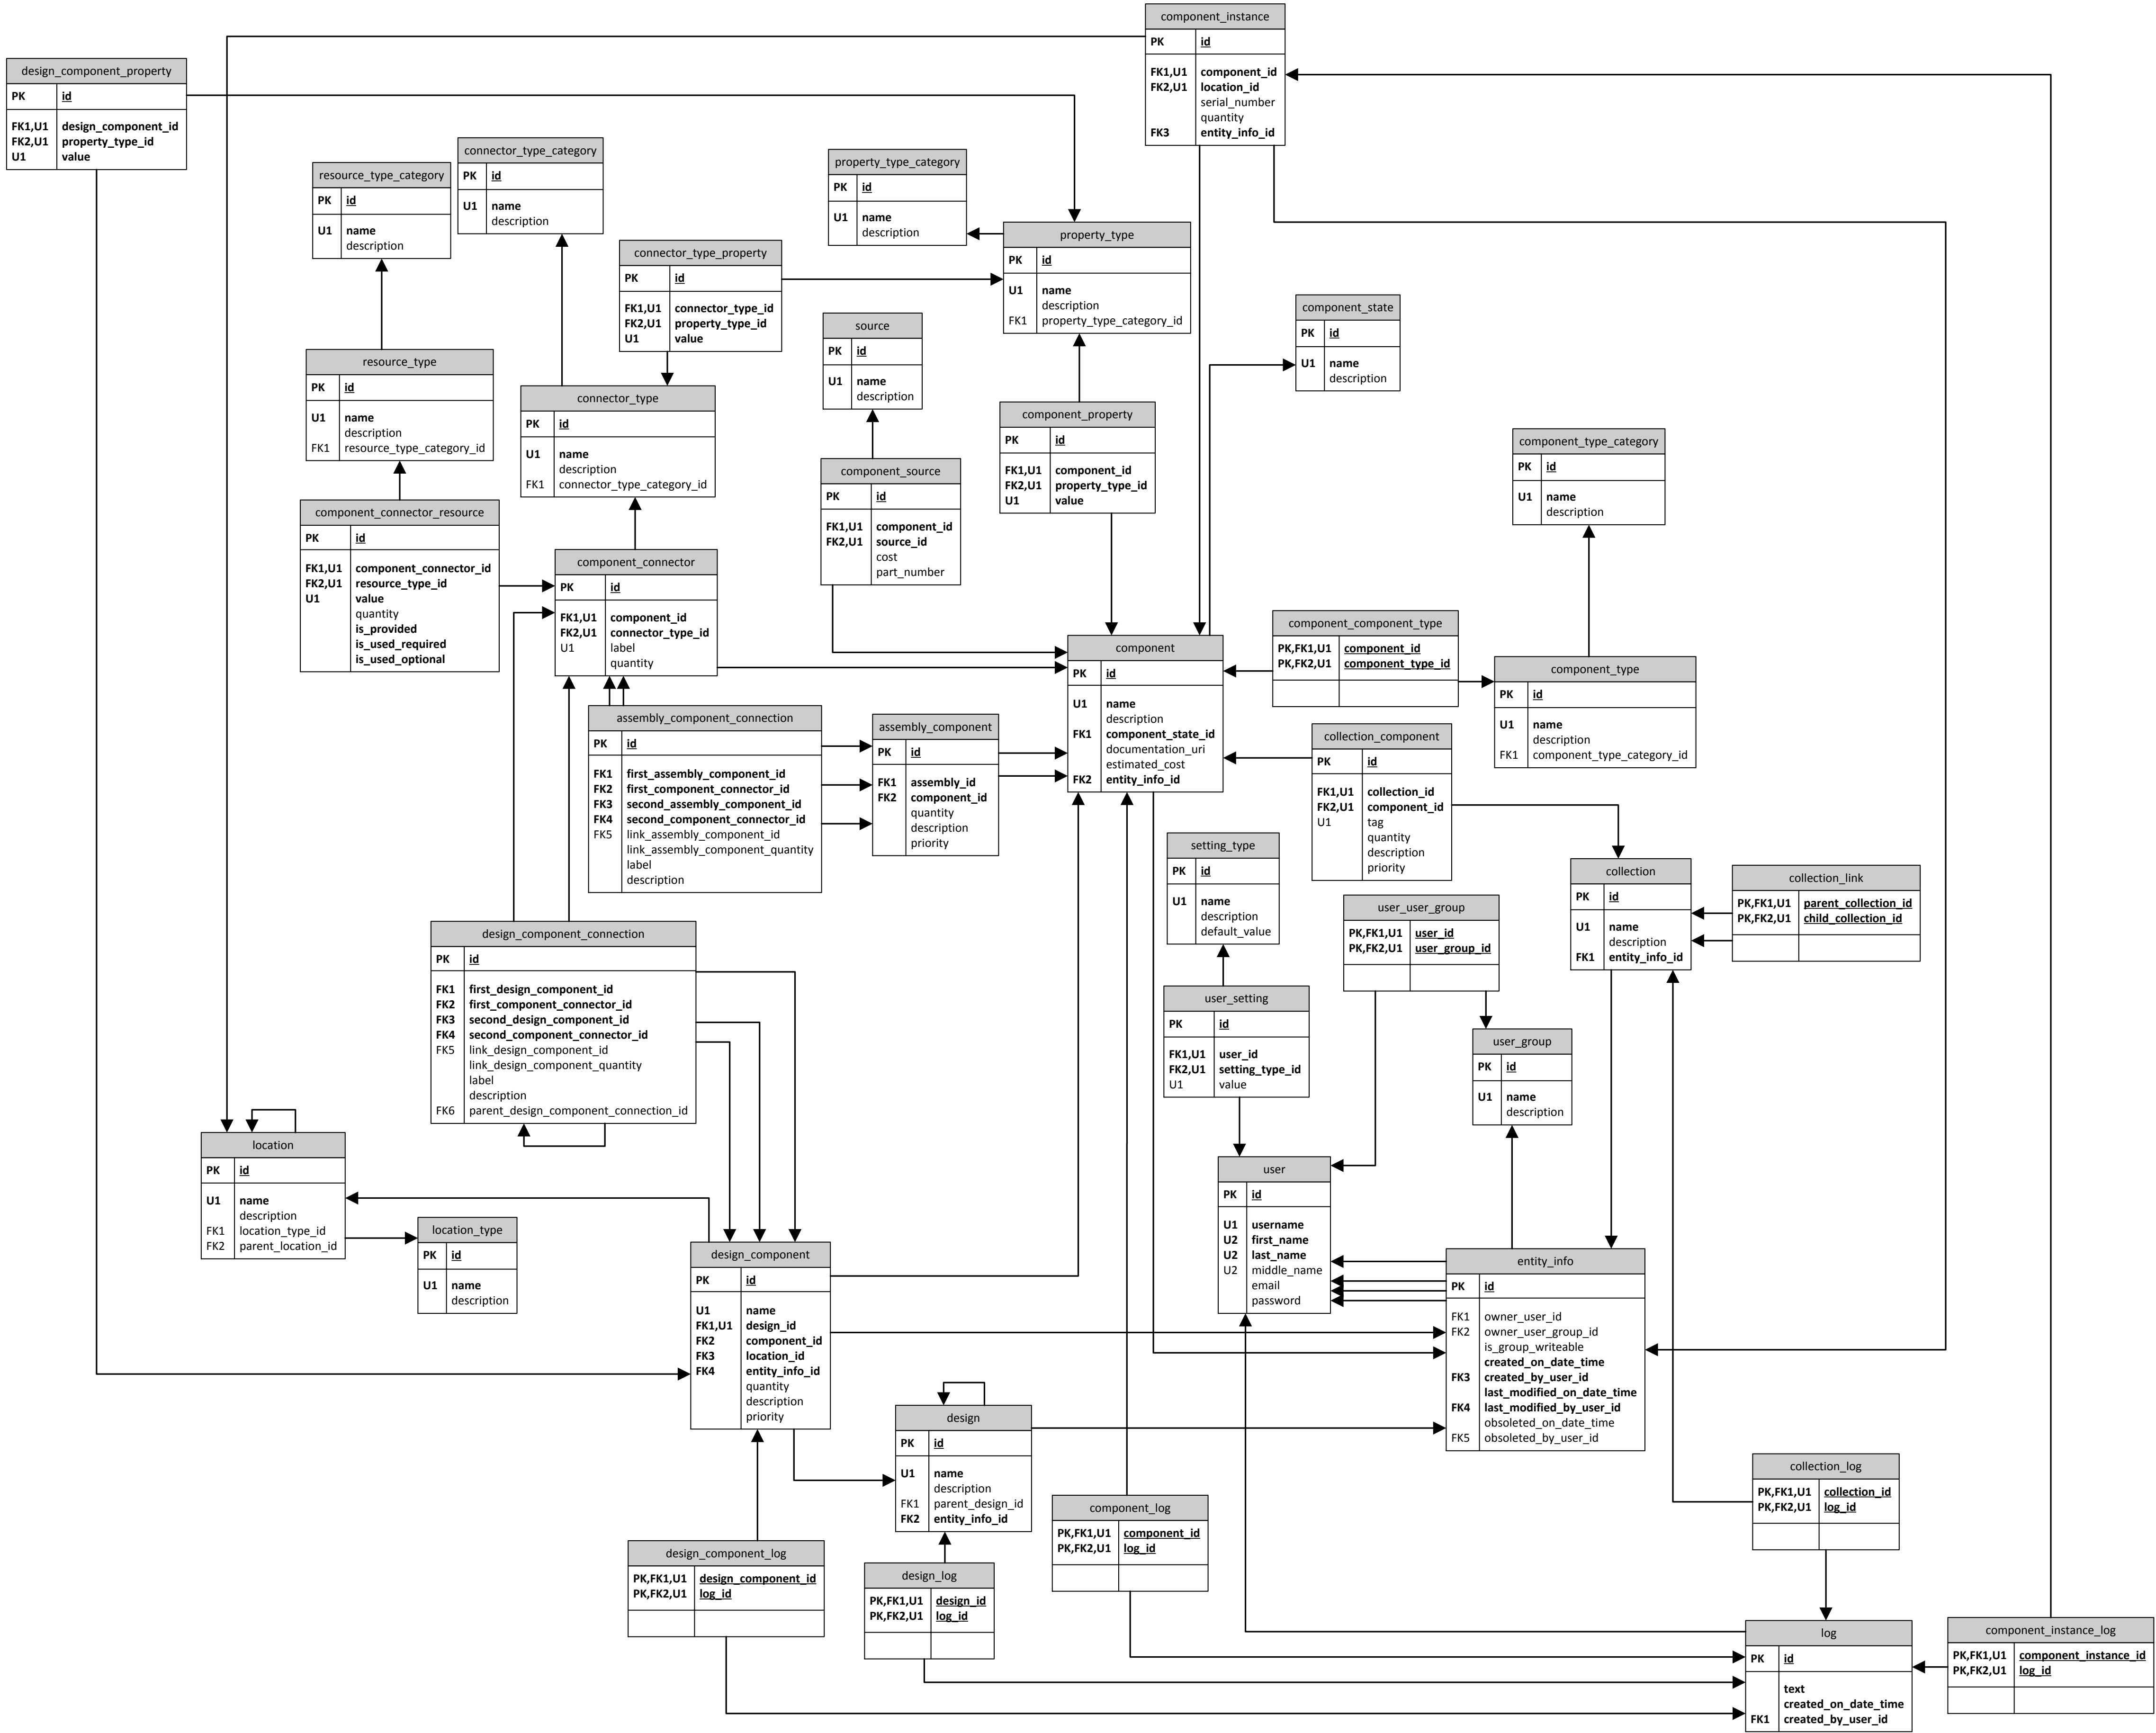 component_instance
PK id
FK1,U1 component_id
FK2,U1 location_id
serial_number
quantity
FK3 entity_info_id
design_component_property
PK id
FK1,U1 design_component_id
FK2,U1 property_type_id
U1 value
connector_type_category
PK id
U1 name
description
resource_type_category
PK id
U1 name
description
property_type_category
PK id
U1 name
description
connector_type_property
PK id
FK1,U1 connector_type_id
FK2,U1 property_type_id
U1 value
property_type
PK id
U1 name
description
FK1 property_type_category_id
component_state
PK id
U1 name
description
source
PK id
U1 name
description
resource_type
PK id
U1 name
description
FK1 resource_type_category_id
connector_type
PK id
U1 name
description
FK1 connector_type_category_id
component_property
PK id
FK1,U1 component_id
FK2,U1 property_type_id
U1 value
component_type_category
PK id
U1 name
description
component_source
PK id
FK1,U1 component_id
FK2,U1 source_id
cost
part_number
component_connector_resource
PK id
FK1,U1 component_connector_id
FK2,U1 resource_type_id
U1 value
quantity
is_provided
is_used_required
is_used_optional
component_connector
PK id
FK1,U1 component_id
FK2,U1 connector_type_id
U1 label
quantity
component_component_type
PK,FK1,U1 component_id
PK,FK2,U1 component_type_id
component
PK id
U1 name
description
FK1 component_state_id
documentation_uri
estimated_cost
FK2 entity_info_id
component_type
PK id
U1 name
description
FK1 component_type_category_id
assembly_component_connection
PK id
FK1 first_assembly_component_id
FK2 first_component_connector_id
FK3 second_assembly_component_id
FK4 second_component_connector_id
FK5 link_assembly_component_id
link_assembly_component_quantity
label
description
assembly_component
PK id
FK1 assembly_id
FK2 component_id
quantity
description
priority
collection_component
PK id
FK1,U1 collection_id
FK2,U1 component_id
U1 tag
quantity
description
priority
setting_type
PK id
U1 name
description
default_value
collection
PK id
U1 name
description
FK1 entity_info_id
collection_link
PK,FK1,U1 parent_collection_id
PK,FK2,U1 child_collection_id
user_user_group
PK,FK1,U1 user_id
PK,FK2,U1 user_group_id
design_component_connection
PK id
FK1 first_design_component_id
FK2 first_component_connector_id
FK3 second_design_component_id
FK4 second_component_connector_id
FK5 link_design_component_id
link_design_component_quantity
label
description
FK6 parent_design_component_connection_id
user_setting
PK id
FK1,U1 user_id
FK2,U1 setting_type_id
U1 value
user_group
PK id
U1 name
description
location
PK id
U1 name
description
FK1 location_type_id
FK2 parent_location_id
user
PK id
U1 username
U2 first_name
U2 last_name
U2 middle_name
email
password
location_type
PK id
U1 name
description
design_component
PK id
U1 name
FK1,U1 design_id
FK2 component_id
FK3 location_id
FK4 entity_info_id
quantity
description
priority
entity_info
PK id
FK1 owner_user_id
FK2 owner_user_group_id
is_group_writeable
created_on_date_time
FK3 created_by_user_id
last_modified_on_date_time
FK4 last_modified_by_user_id
obsoleted_on_date_time
FK5 obsoleted_by_user_id
design
PK id
U1 name
description
FK1 parent_design_id
FK2 entity_info_id
collection_log
PK,FK1,U1 collection_id
PK,FK2,U1 log_id
component_log
PK,FK1,U1 component_id
PK,FK2,U1 log_id
design_component_log
PK,FK1,U1 design_component_id
PK,FK2,U1 log_id
design_log
PK,FK1,U1 design_id
PK,FK2,U1 log_id
log
PK id
text
created_on_date_time
FK1 created_by_user_id
component_instance_log
PK,FK1,U1 component_instance_id
PK,FK2,U1 log_id